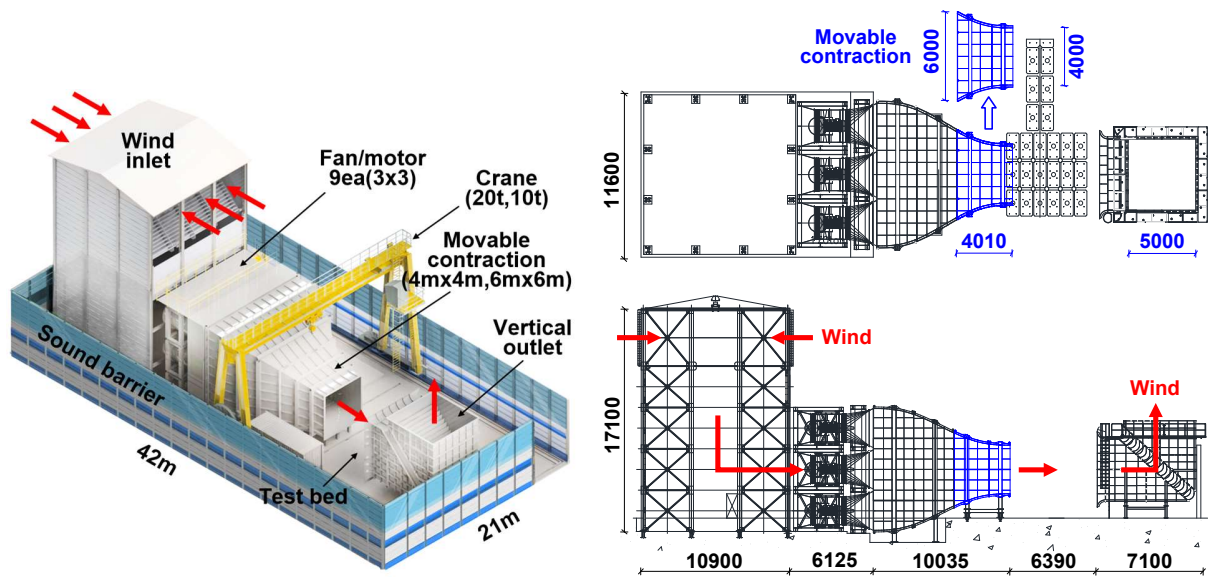 Wind
inlet
Fan/motor
9ea(3x3)
Crane
(20t,10t)
Movable
contraction
(4mx4m,6mx6m)
Vertical
outlet
Sound barrier
Test bed
42m
21m
Movable
contraction
6000
4000
11600
4010
5000
Wind
Wind
17100
10900
6125
10035
6390
7100